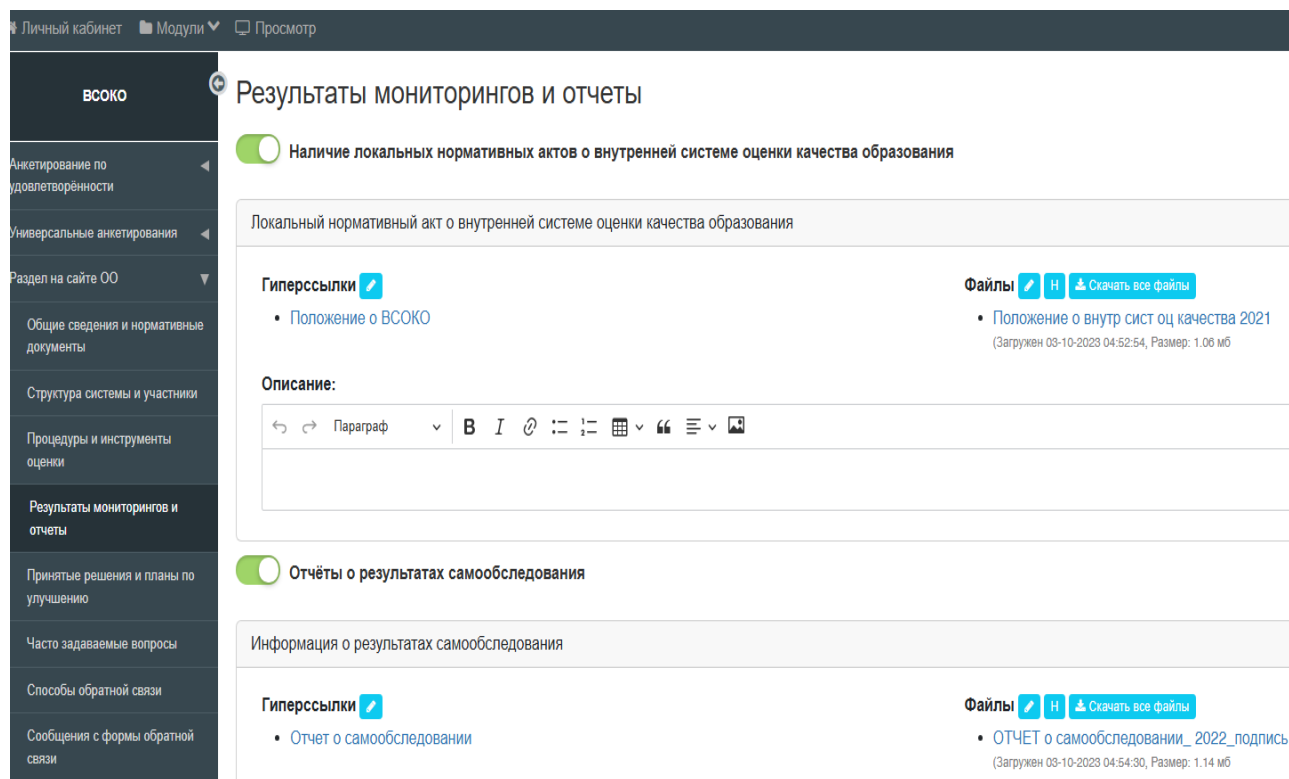 Личный кабинет Модули Просмотр
ВСОКО
Анкетирование по
удовлетворённости
Универсальные анкетирования
Раздел на сайте ОО
Общие сведения и нормативные
документы
Структура системы и участники
Процедуры и инструменты
оценки
Результаты мониторингов и
отчеты
Принятые решения и планы по
улучшению
Часто задаваемые вопросы
Способы обратной связи
Сообщения с формы обратной
связи
Результаты мониторингов и отчеты
Наличие локальных нормативных актов о внутренней системе оценки качества образования
Локальный нормативный акт о внутренней системе оценки качества образования
Гиперссылки
Положение о ВСОКО
Файлы Н Скачать все файлы
Положение о внутр сист оц качества 2021
(Загружен 03-10-2023 04:52:54, Размер: 1.06 мб
Описание:
Параграф B I
Отчёты о результатах самообследования
Информация о результатах самообследования
Гиперссылки
Отчет о самообследовании
Файлы Н Скачать все файлы
ОТЧЕТ о самообследовании_ 2022_подпись
(Загружен 03-10-2023 04:54:30, Размер: 1.14 мб